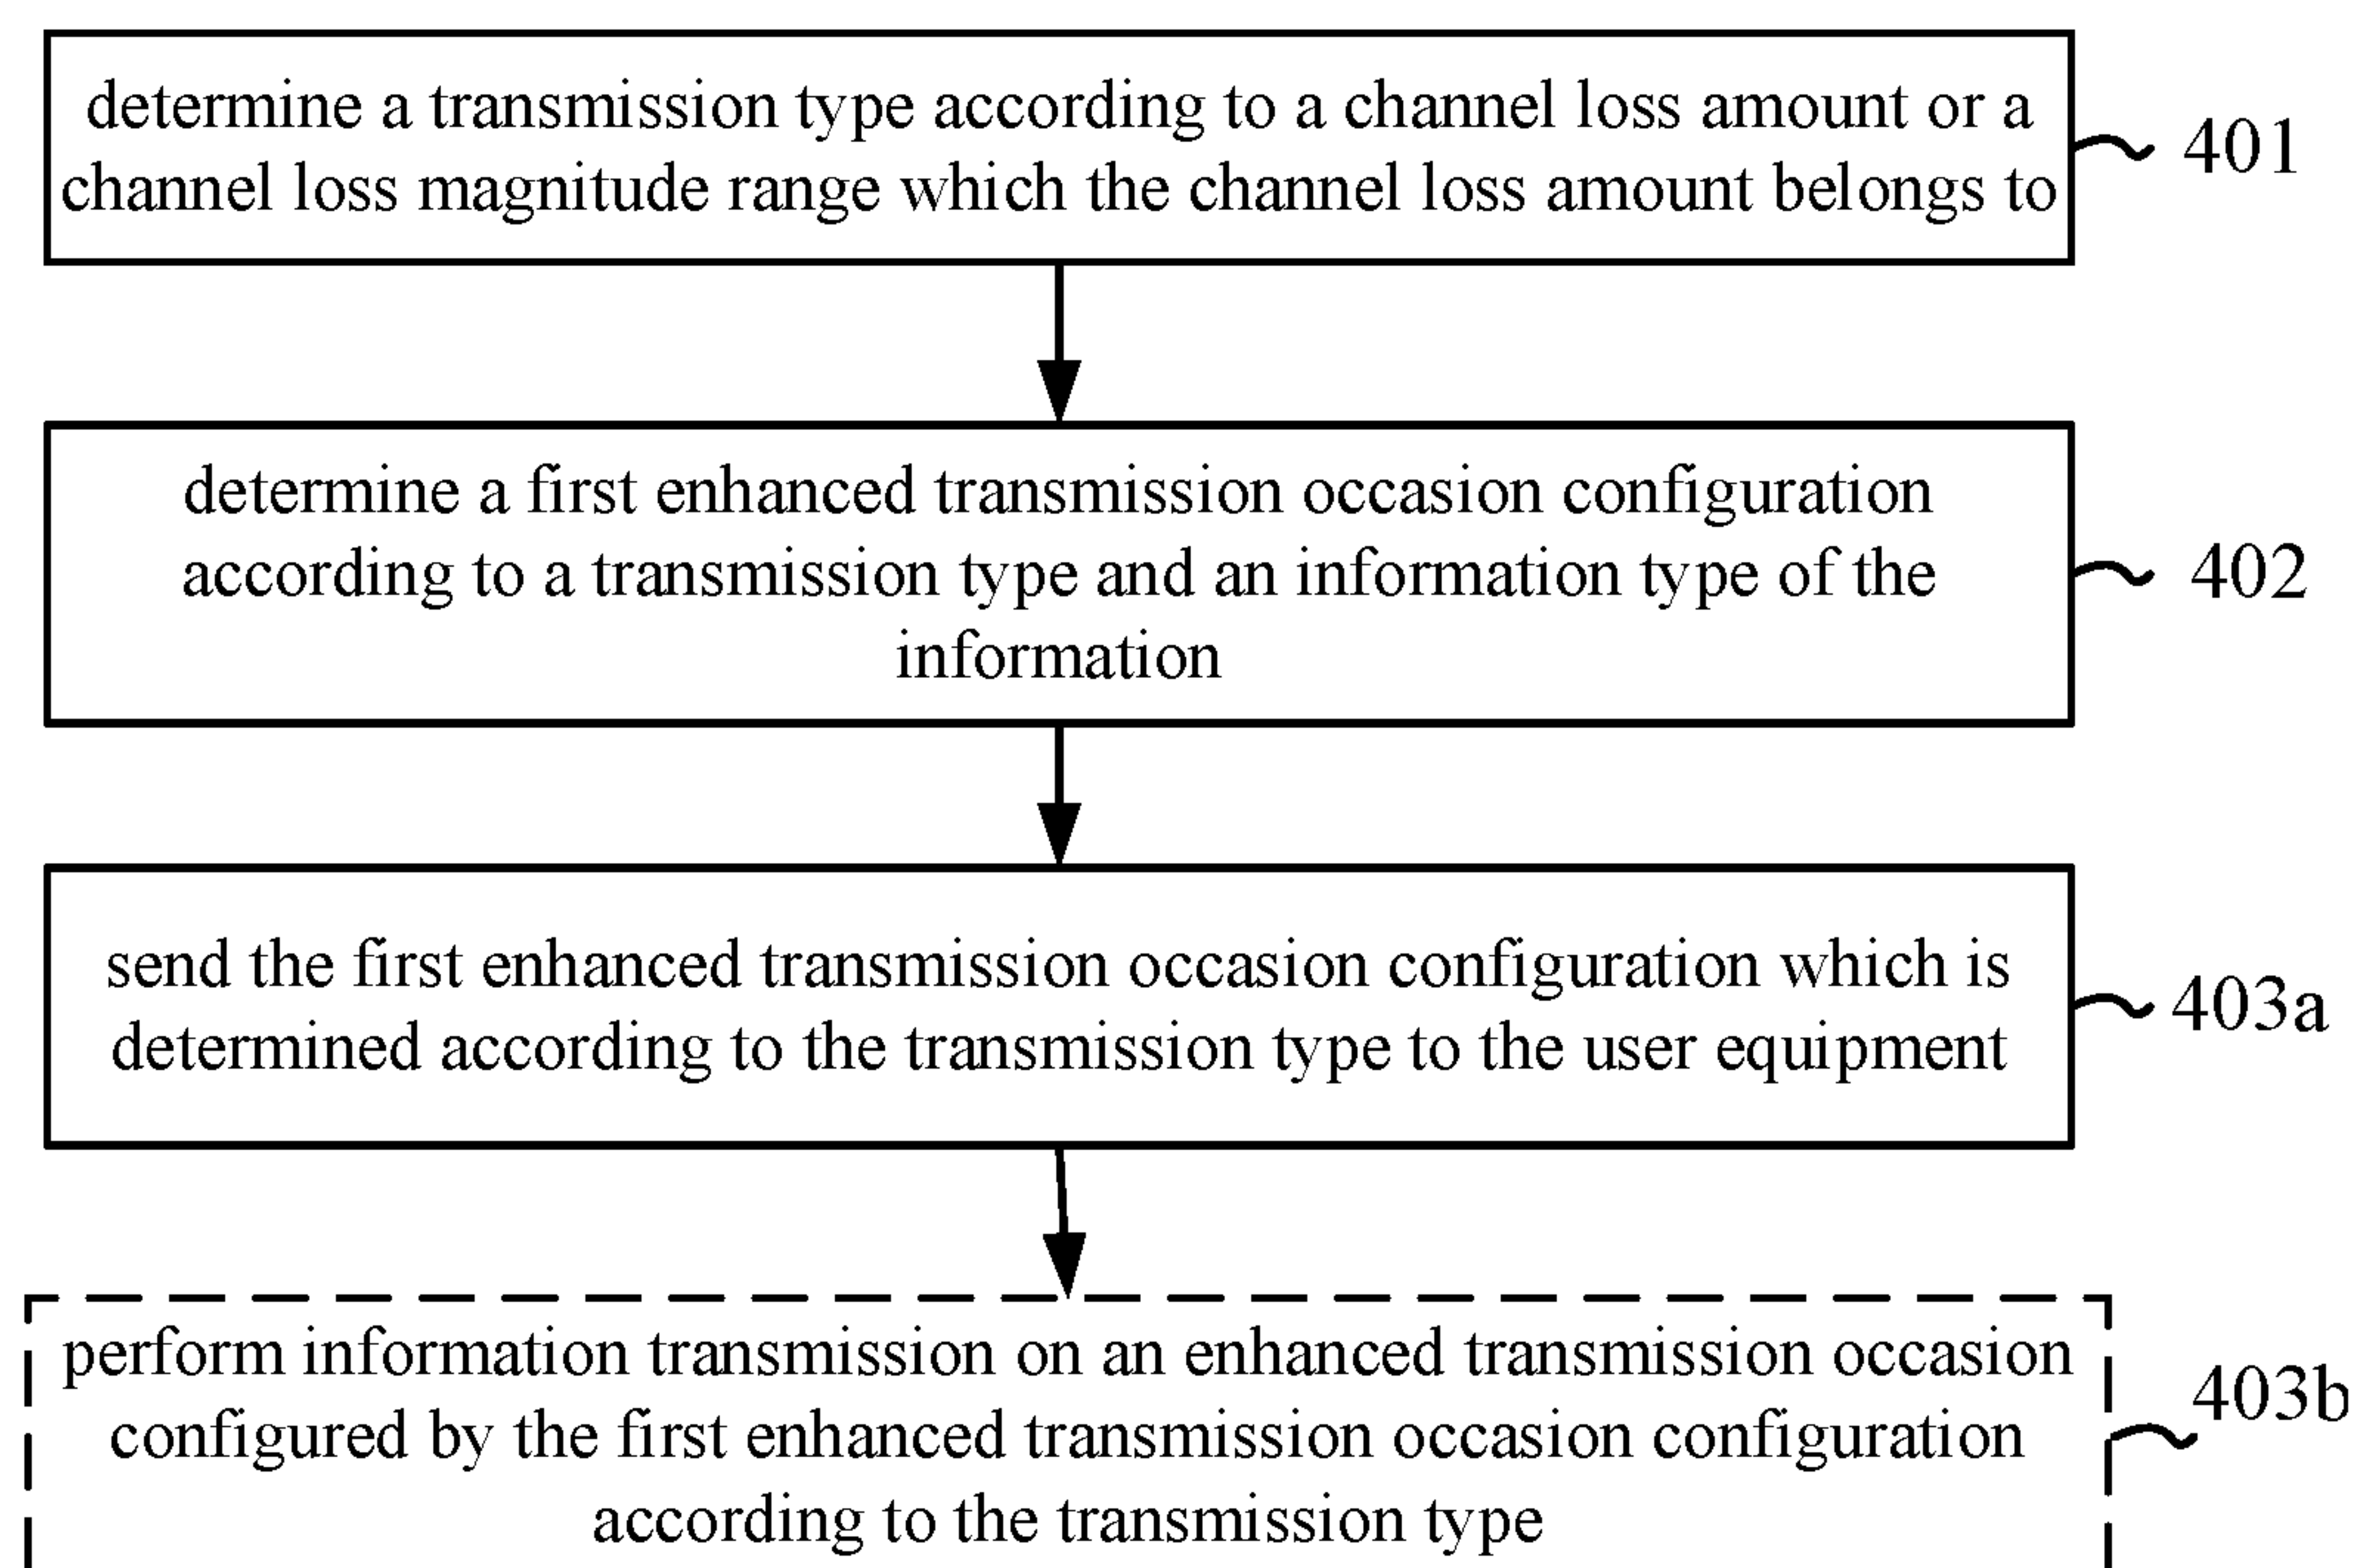 determine a transmission type according to a channel loss amount or a
channel loss magnitude range which the channel loss amount belongs to
401
determine a first enhanced transmission occasion configuration
according to a transmission type and an information type of the
information
402
send the first enhanced transmission occasion configuration which is
determined according to the transmission type to the user equipment
403a
perform information transmission on an enhanced transmission occasion
configured by the first enhanced transmission occasion configuration
according to the transmission type
403b